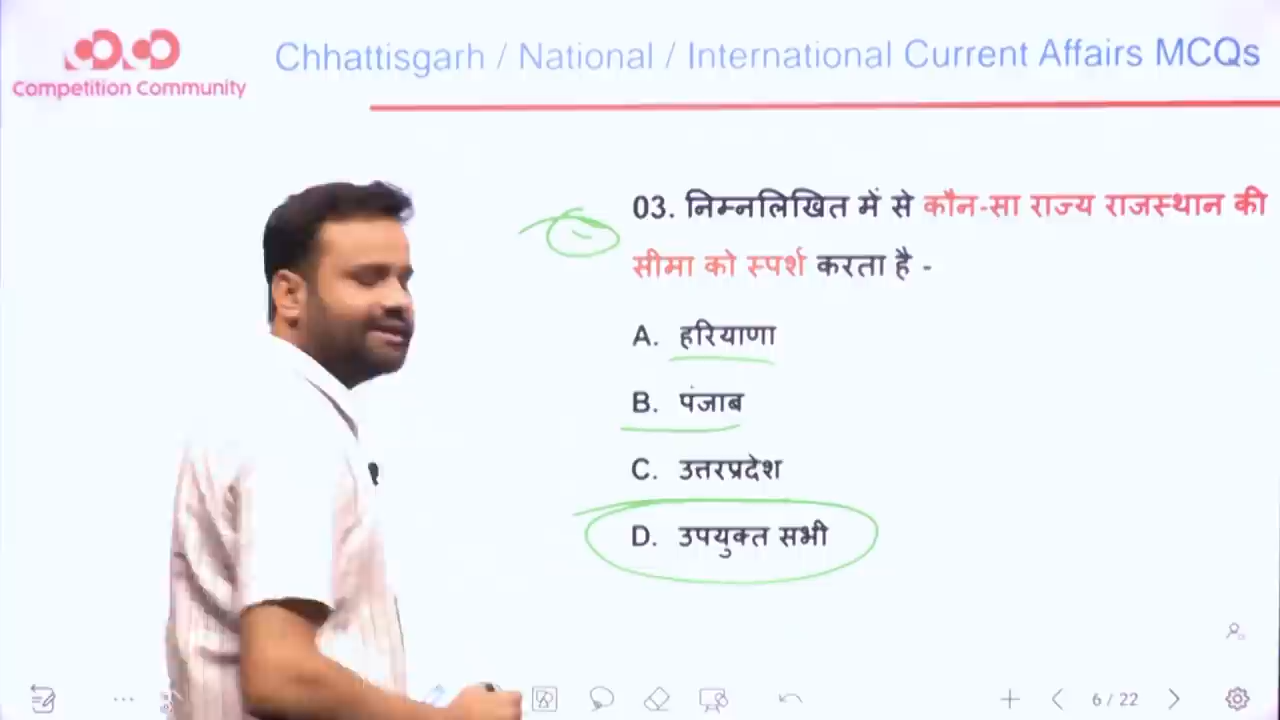 Competition Community
Chhattisgarh / National / International Current Affairs MCQs
03. निम्नलिखित में से कौन-सा राज्य राजस्थान की
सीमा को स्पर्श करता है -
A. हरियाणा
B. पंजाब
C. उत्तरप्रदेश
D. उपयुक्त सभी
6 / 22